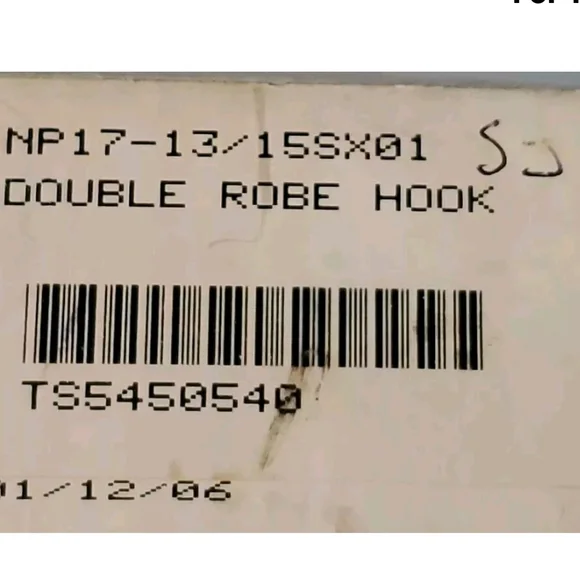 NP17-13/15SX01
DOUBLE ROBE HOOK
TS5450540
01/12/06